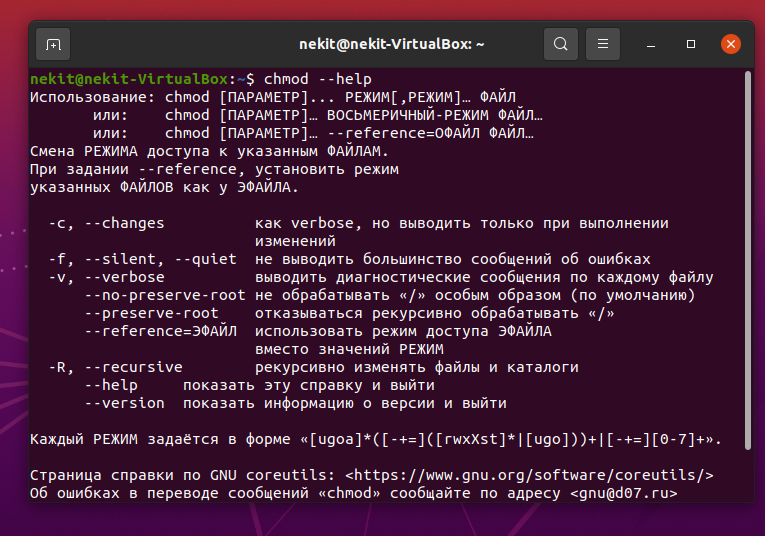 nekit@nekit-VirtualBox: ~
nekit@nekit-VirtualBox:~$ chmod --help
Использование: chmod [ПАРАМЕТР]... РЕЖИМ[,РЕЖИМ]… ФАЙЛ
или: chmod [ПАРАМЕТР]… ВОСЬМЕРИЧНЫЙ-РЕЖИМ ФАЙЛ…
или: chmod [ПАРАМЕТР]… --reference=ОФАЙЛ ФАЙЛ…
Смена РЕЖИМА доступа к указанным ФАЙЛАМ.
При задании --reference, установить режим
указанных ФАЙЛОВ как у ЭФАЙЛА.
-c, --changes как verbose, но выводить только при выполнении
изменений
-f, --silent, --quiet не выводить большинство сообщений об ошибках
-v, --verbose выводить диагностические сообщения по каждому файлу
--no-preserve-root не обрабатывать «/» особым образом (по умолчанию)
--preserve-root отказываться рекурсивно обрабатывать «/»
--reference=ЭФАЙЛ использовать режим доступа ЭФАЙЛА
вместо значений РЕЖИМ
-R, --recursive рекурсивно изменять файлы и каталоги
--help показать эту справку и выйти
--version показать информацию о версии и выйти
Каждый РЕЖИМ задаётся в форме «[ugoa]*([-+=]([rwxXst]*|[ugo]))+|[-+=][0-7]+».
Страница справки по GNU coreutils: <https://www.gnu.org/software/coreutils/>
Об ошибках в переводе сообщений «chmod» сообщайте по адресу <gnu@d07.ru>